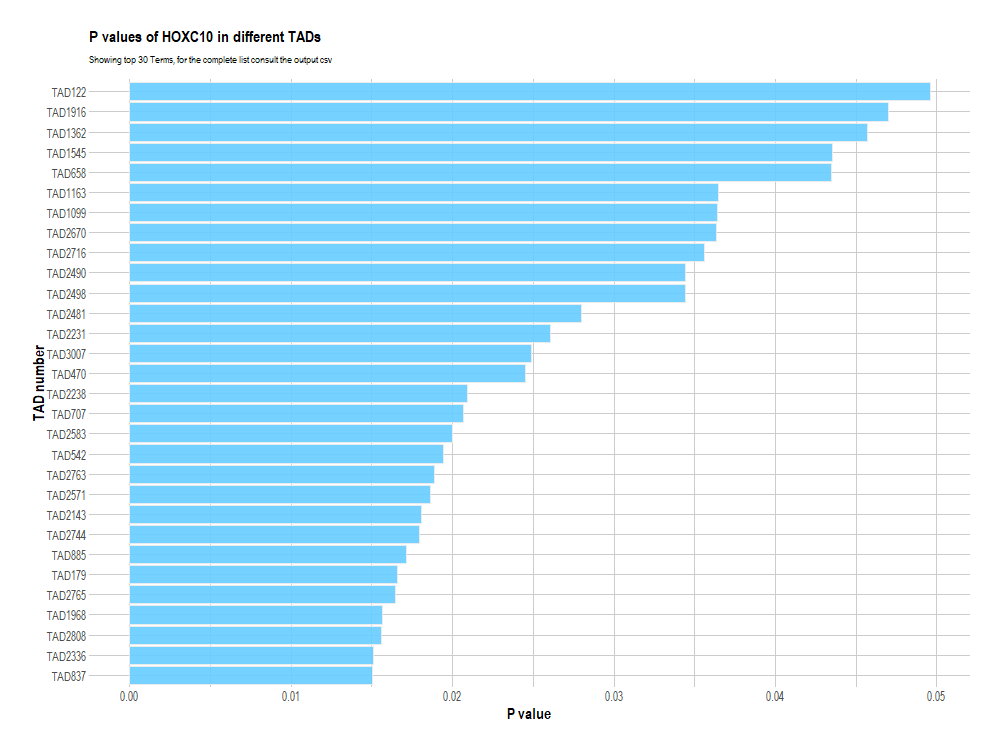 P values of HOXC10 in different TADs
Showing top 30 Terms, for the complete list consult the output csv
TAD122
TAD1916
TAD1362
TAD1545
TAD658
TAD1163
TAD1099
TAD2670
TAD2716
TAD2490
TAD2498
TAD2481
TAD2231
TAD3007
TAD470
TAD2238
TAD707
TAD2583
TAD542
TAD2763
TAD2571
TAD2143
TAD2744
TAD885
TAD179
TAD2765
TAD1968
TAD2808
TAD2336
TAD837
TAD number
0.00 0.01 0.02 0.03 0.04 0.05
P value